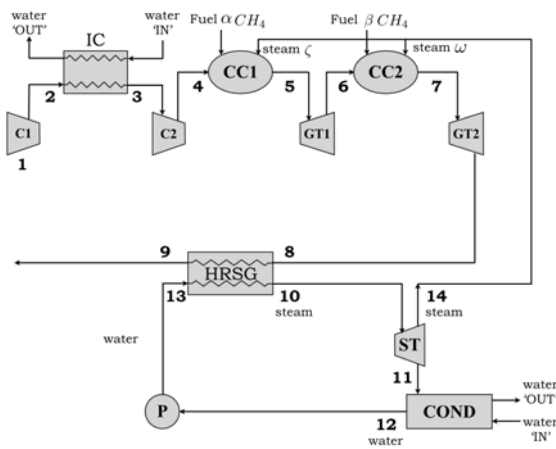 water
'OUT'
water
'IN'
IC
Fuel α CH₄
Fuel β CH₄
steam ζ
steam ω
CC1
CC2
2
3
4
5
6
7
C1
C2
GT1
GT2
1
9
8
HRSG
13
10
steam
14
steam
water
ST
11
P
12
water
COND
water
'OUT'
water
'IN'